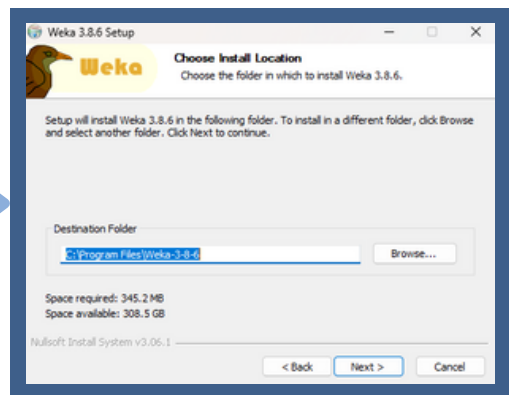 Weka 3.8.6 Setup
Weka
Choose Install Location
Choose the folder in which to install Weka 3.8.6.
Setup will install Weka 3.8.6 in the following folder. To install in a different folder, click Browse
and select another folder. Click Next to continue.
Destination Folder
C:\Program Files\Weka-3-8-6
Browse...
Space required: 345.2 MB
Space available: 308.5 GB
Nullsoft Install System v3.06.1
< Back Next > Cancel